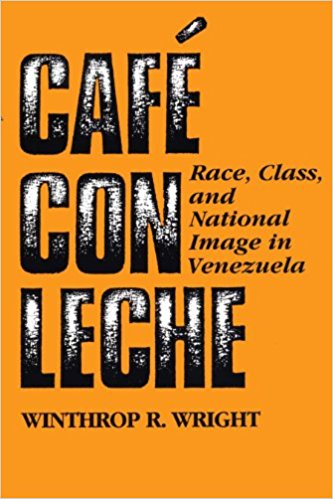 CAFÉ
CON
LECHE
Race, Class,
and
National
Image in
Venezuela
WINTHROP R. WRIGHT